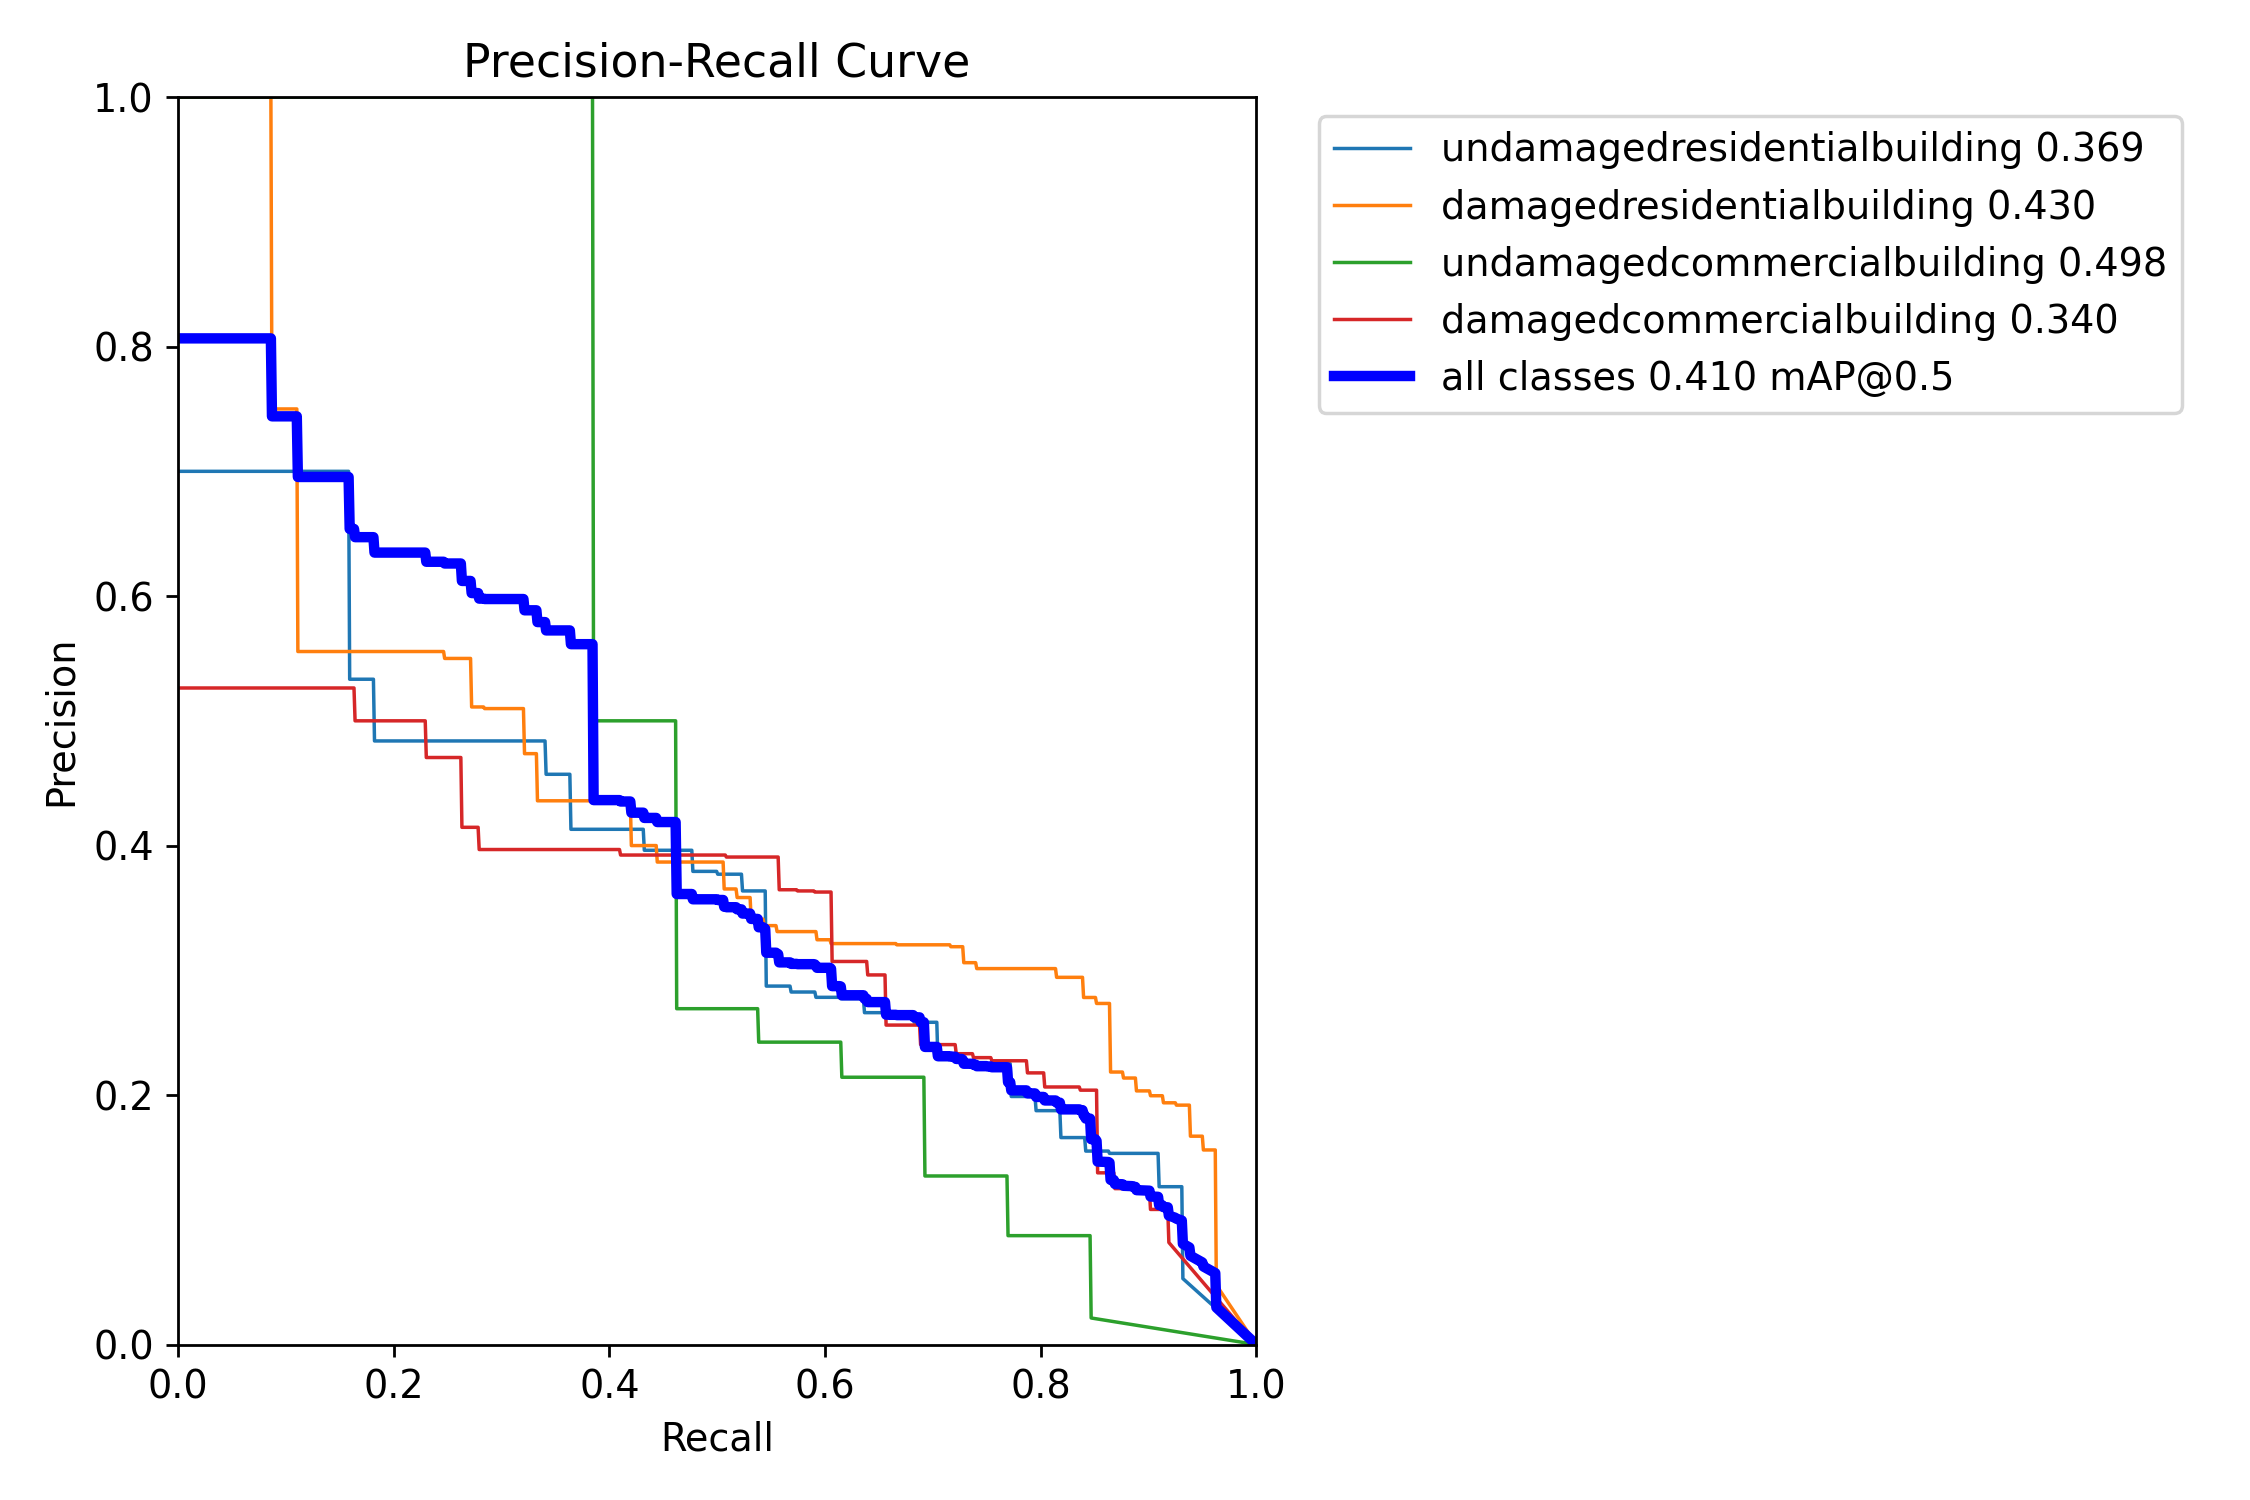 Precision-Recall Curve
1.0
0.8
0.6
0.4
0.2
0.0
Precision
0.0 0.2 0.4 0.6 0.8 1.0
Recall
undamagedresidentialbuilding 0.369
damagedresidentialbuilding 0.430
undamagedcommercialbuilding 0.498
damagedcommercialbuilding 0.340
all classes 0.410 mAP@0.5